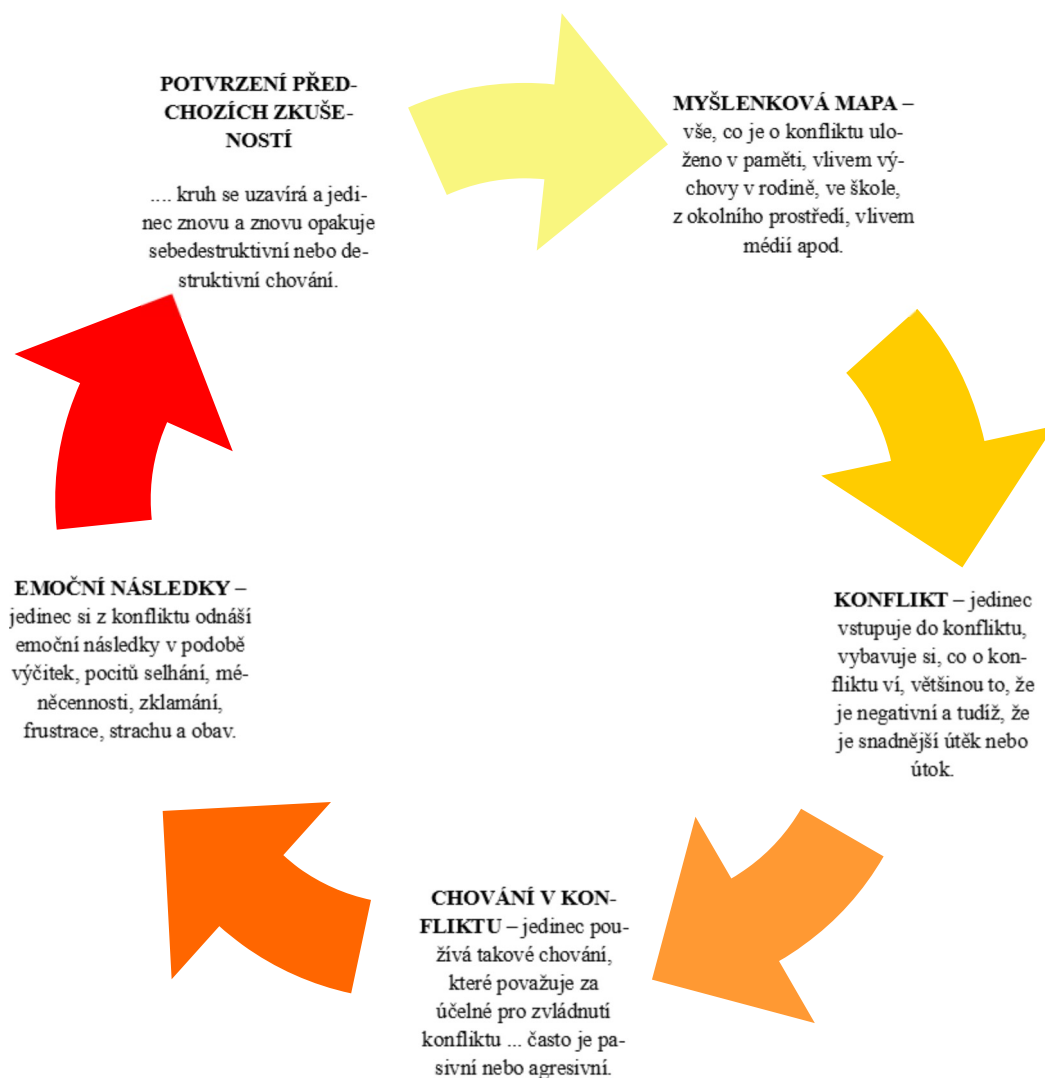 POTVRZENÍ PŘED-
CHOZÍCH ZKUŠE-
NOSTÍ
.... kruh se uzavírá a jedi-
nec znovu a znovu opakuje
sebedestruktivní nebo de-
struktivní chování.
MYŠLENKOVÁ MAPA –
vše, co je o konfliktu ulo-
ženo v paměti, vlivem vý-
chovy v rodině, ve škole,
z okolního prostředí, vlivem
médií apod.
KONFLIKT – jedinec
vstupuje do konfliktu,
vybavuje si, co o kon-
fliktu ví, většinou to, že
je negativní a tudíž, že
je snadnější útěk nebo
útok.
CHOVÁNÍ V KON-
FLIKTU – jedinec pou-
žívá takové chování,
které považuje za
účelné pro zvládnutí
konfliktu ... často je pa-
sivní nebo agresivní.
EMOČNÍ NÁSLEDKY –
jedinec si z konfliktu odnáší
emoční následky v podobě
výčitek, pocitů selhání, mé-
něcennosti, zklamání,
frustrace, strachu a obav.